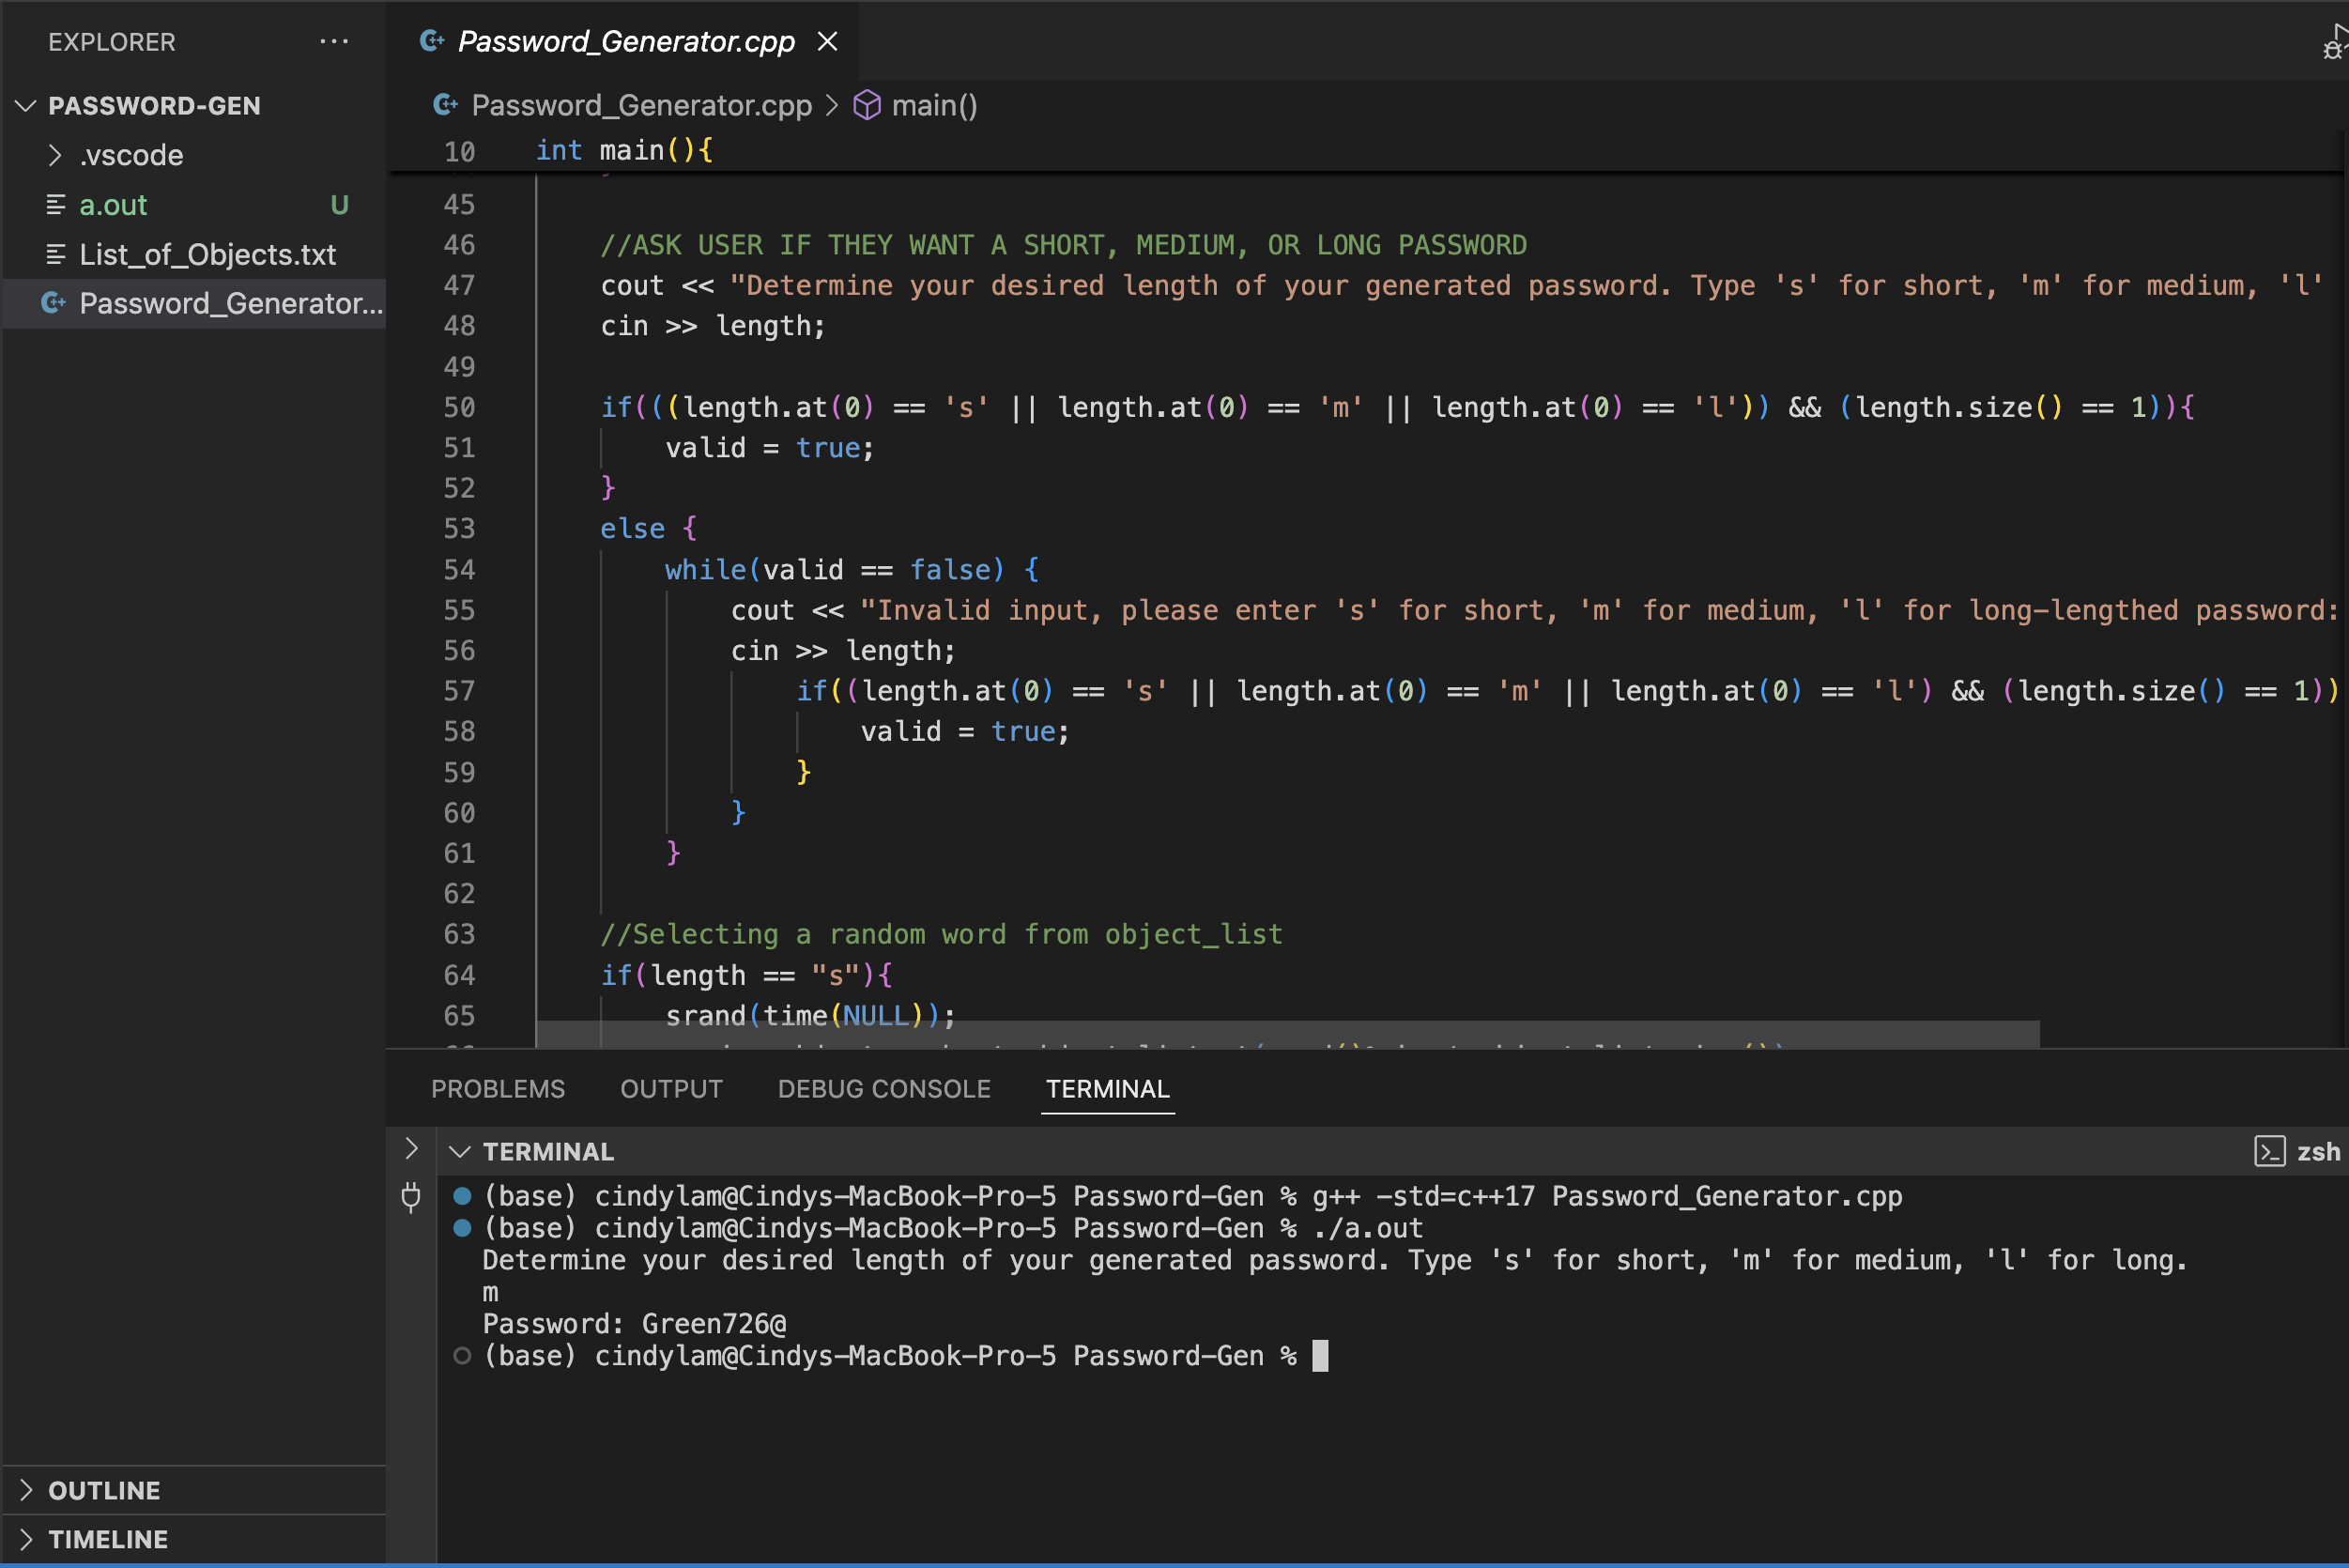 EXPLORER
PASSWORD-GEN
.vscode
a.out U
List_of_Objects.txt
Password_Generator...
OUTLINE
TIMELINE
Password_Generator.cpp
Password_Generator.cpp > main()
10 int main(){
45
46 //ASK USER IF THEY WANT A SHORT, MEDIUM, OR LONG PASSWORD
47 cout << "Determine your desired length of your generated password. Type 's' for short, 'm' for medium, 'l'
48 cin >> length;
49
50 if(((length.at(0) == 's' || length.at(0) == 'm' || length.at(0) == 'l')) && (length.size() == 1)){
51 valid = true;
52 }
53 else {
54 while(valid == false) {
55 cout << "Invalid input, please enter 's' for short, 'm' for medium, 'l' for long-lengthed password:
56 cin >> length;
57 if((length.at(0) == 's' || length.at(0) == 'm' || length.at(0) == 'l') && (length.size() == 1))
58 valid = true;
59 }
60 }
61 }
62
63 //Selecting a random word from object_list
64 if(length == "s"){
65 srand(time(NULL));
PROBLEMS OUTPUT DEBUG CONSOLE TERMINAL
TERMINAL zsh
(base) cindylam@Cindys-MacBook-Pro-5 Password-Gen % g++ -std=c++17 Password_Generator.cpp
(base) cindylam@Cindys-MacBook-Pro-5 Password-Gen % ./a.out
Determine your desired length of your generated password. Type 's' for short, 'm' for medium, 'l' for long.
m
Password: Green726@
(base) cindylam@Cindys-MacBook-Pro-5 Password-Gen %